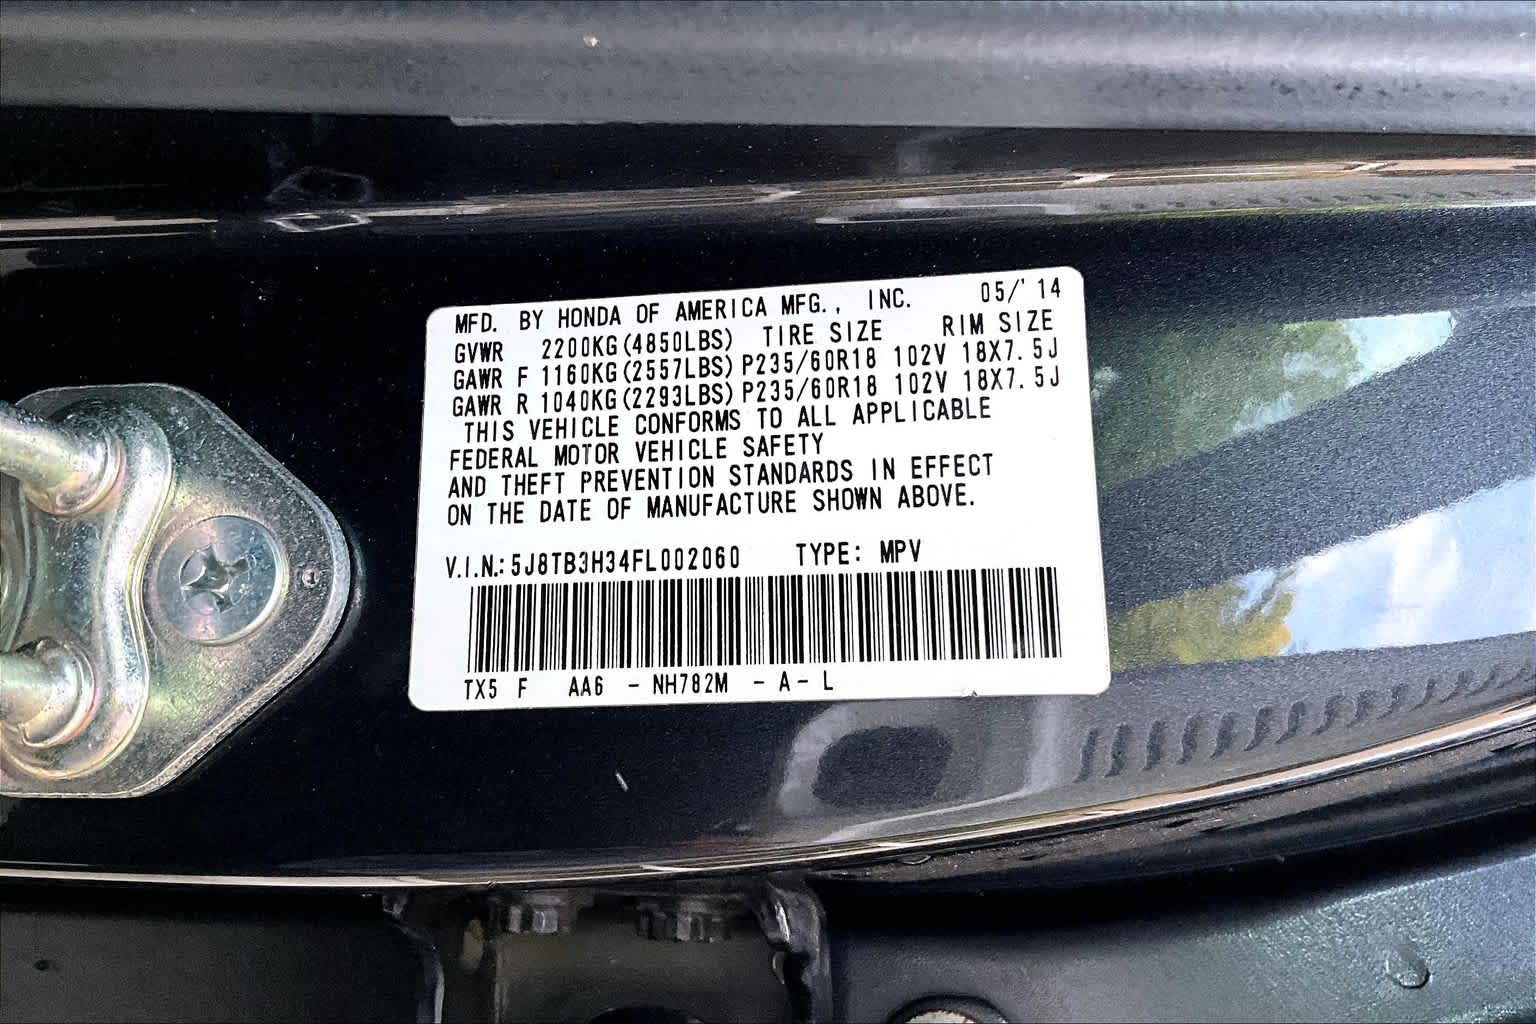 MFD. BY HONDA OF AMERICA MFG., INC. 05/'14
GVWR 2200KG(4850LBS) TIRE SIZE RIM SIZE
GAWR F 1160KG(2557LBS) P235/60R18 102V 18X7.5J
GAWR R 1040KG(2293LBS) P235/60R18 102V 18X7.5J
THIS VEHICLE CONFORMS TO ALL APPLICABLE
FEDERAL MOTOR VEHICLE SAFETY
AND THEFT PREVENTION STANDARDS IN EFFECT
ON THE DATE OF MANUFACTURE SHOWN ABOVE.
V.I.N.: 5J8TB3H34FL002060 TYPE: MPV
TX5 F AA6 - NH782M - A - L